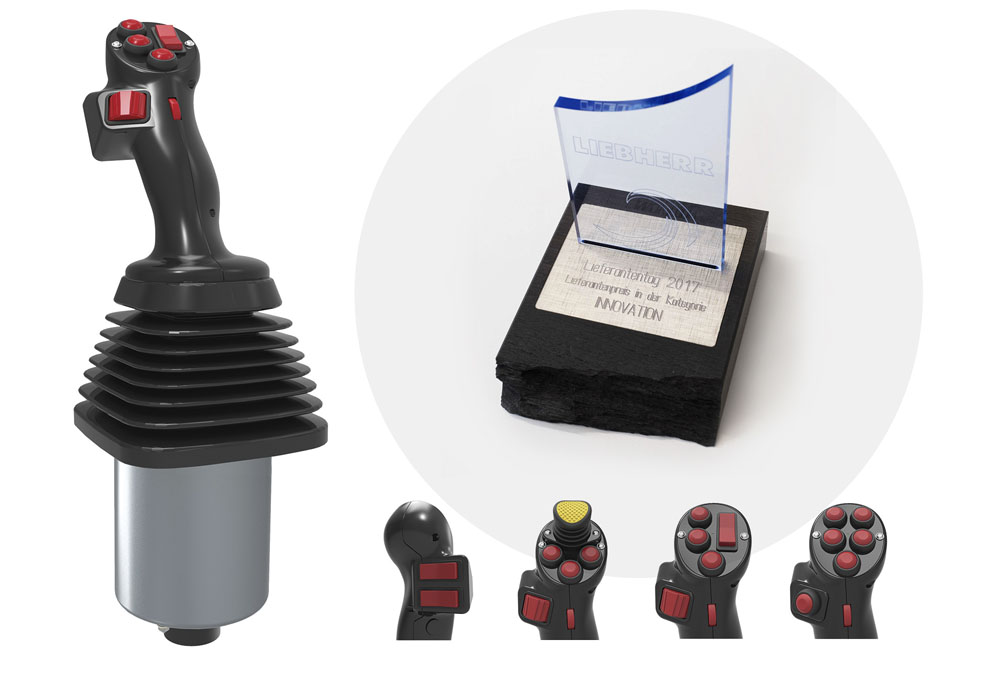 LIEBHERR
Lieferantentag 2017
Lieferantenpreis in der Kategorie
INNOVATION